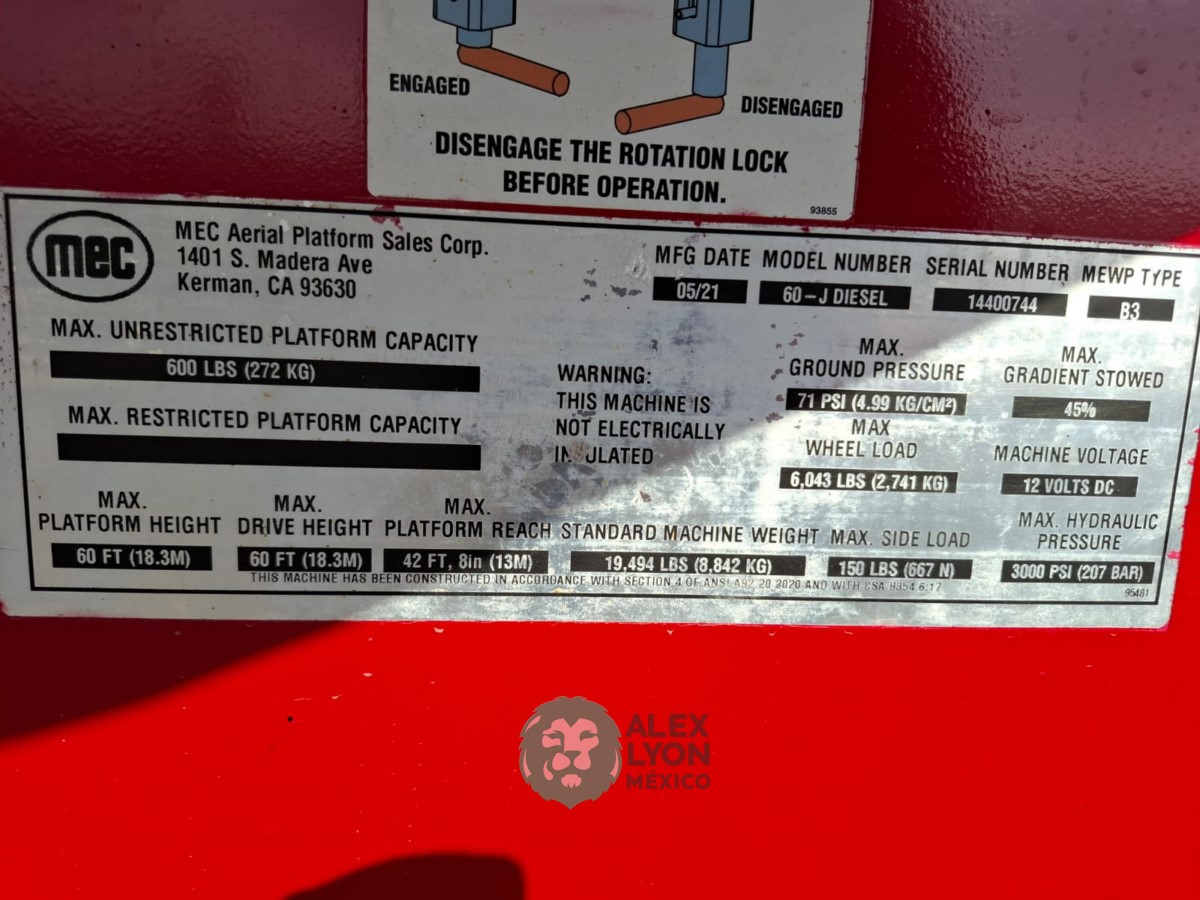 ENGAGED
DISENGAGED
DISENGAGE THE ROTATION LOCK
BEFORE OPERATION.
93855
mec
MEC Aerial Platform Sales Corp.
1401 S. Madera Ave
Kerman, CA 93630
MFG DATE MODEL NUMBER SERIAL NUMBER MEWP TYPE
05/21 60-J DIESEL 14400744 B3
MAX. UNRESTRICTED PLATFORM CAPACITY
600 LBS (272 KG)
MAX. RESTRICTED PLATFORM CAPACITY
WARNING:
THIS MACHINE IS
NOT ELECTRICALLY
IN ULATED
MAX.
GROUND PRESSURE
71 PSI (4.99 KG/CM²)
MAX
WHEEL LOAD
6,043 LBS (2,741 KG)
MAX.
GRADIENT STOWED
45%
MACHINE VOLTAGE
12 VOLTS DC
MAX.
PLATFORM HEIGHT
60 FT (18.3M)
MAX.
DRIVE HEIGHT
60 FT (18.3M)
MAX.
PLATFORM REACH
42 FT, 8in (13M)
STANDARD MACHINE WEIGHT
19,494 LBS (8,842 KG)
MAX. SIDE LOAD
150 LBS (667 N)
MAX. HYDRAULIC
PRESSURE
3000 PSI (207 BAR)
THIS MACHINE HAS BEEN CONSTRUCTED IN ACCORDANCE WITH SECTION 4 OF ANSI A92.20 2020 AND WITH CSA B354.6:17
95481
ALEX
LYON
MÉXICO